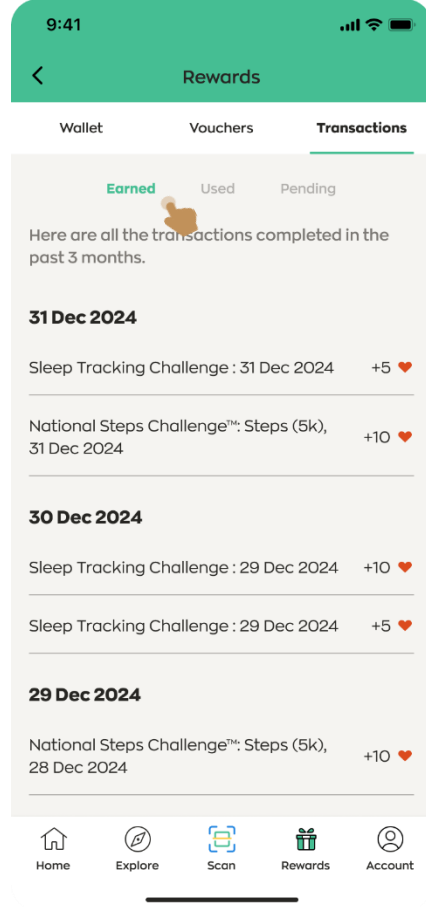 9:41
Rewards
Wallet Vouchers Transactions
Earned Used Pending
Here are all the transactions completed in the
past 3 months.
31 Dec 2024
Sleep Tracking Challenge : 31 Dec 2024 +5
National Steps Challenge™: Steps (5k),
31 Dec 2024 +10
30 Dec 2024
Sleep Tracking Challenge : 29 Dec 2024 +10
Sleep Tracking Challenge : 29 Dec 2024 +5
29 Dec 2024
National Steps Challenge™: Steps (5k),
28 Dec 2024 +10
Home Explore Scan Rewards Account